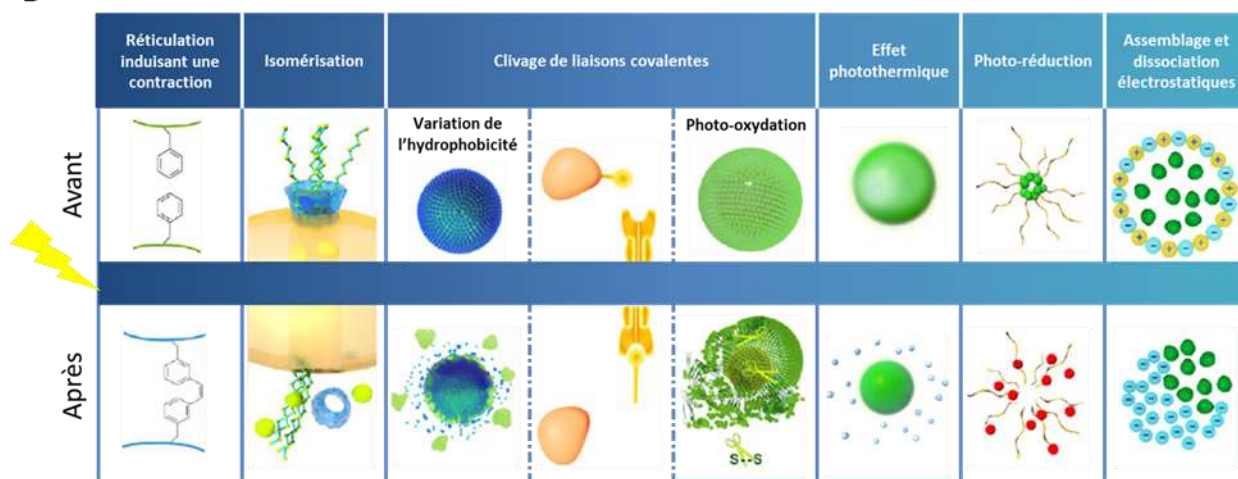 Réticulation
induisant une
contraction
Isomérisation
Clivage de liaisons covalentes
Effet
photothermique
Photo-réduction
Assemblage et
dissociation
électrostatiques
Avant
Variation de
l’hydrophobicité
Photo-oxydation
Après
S--S